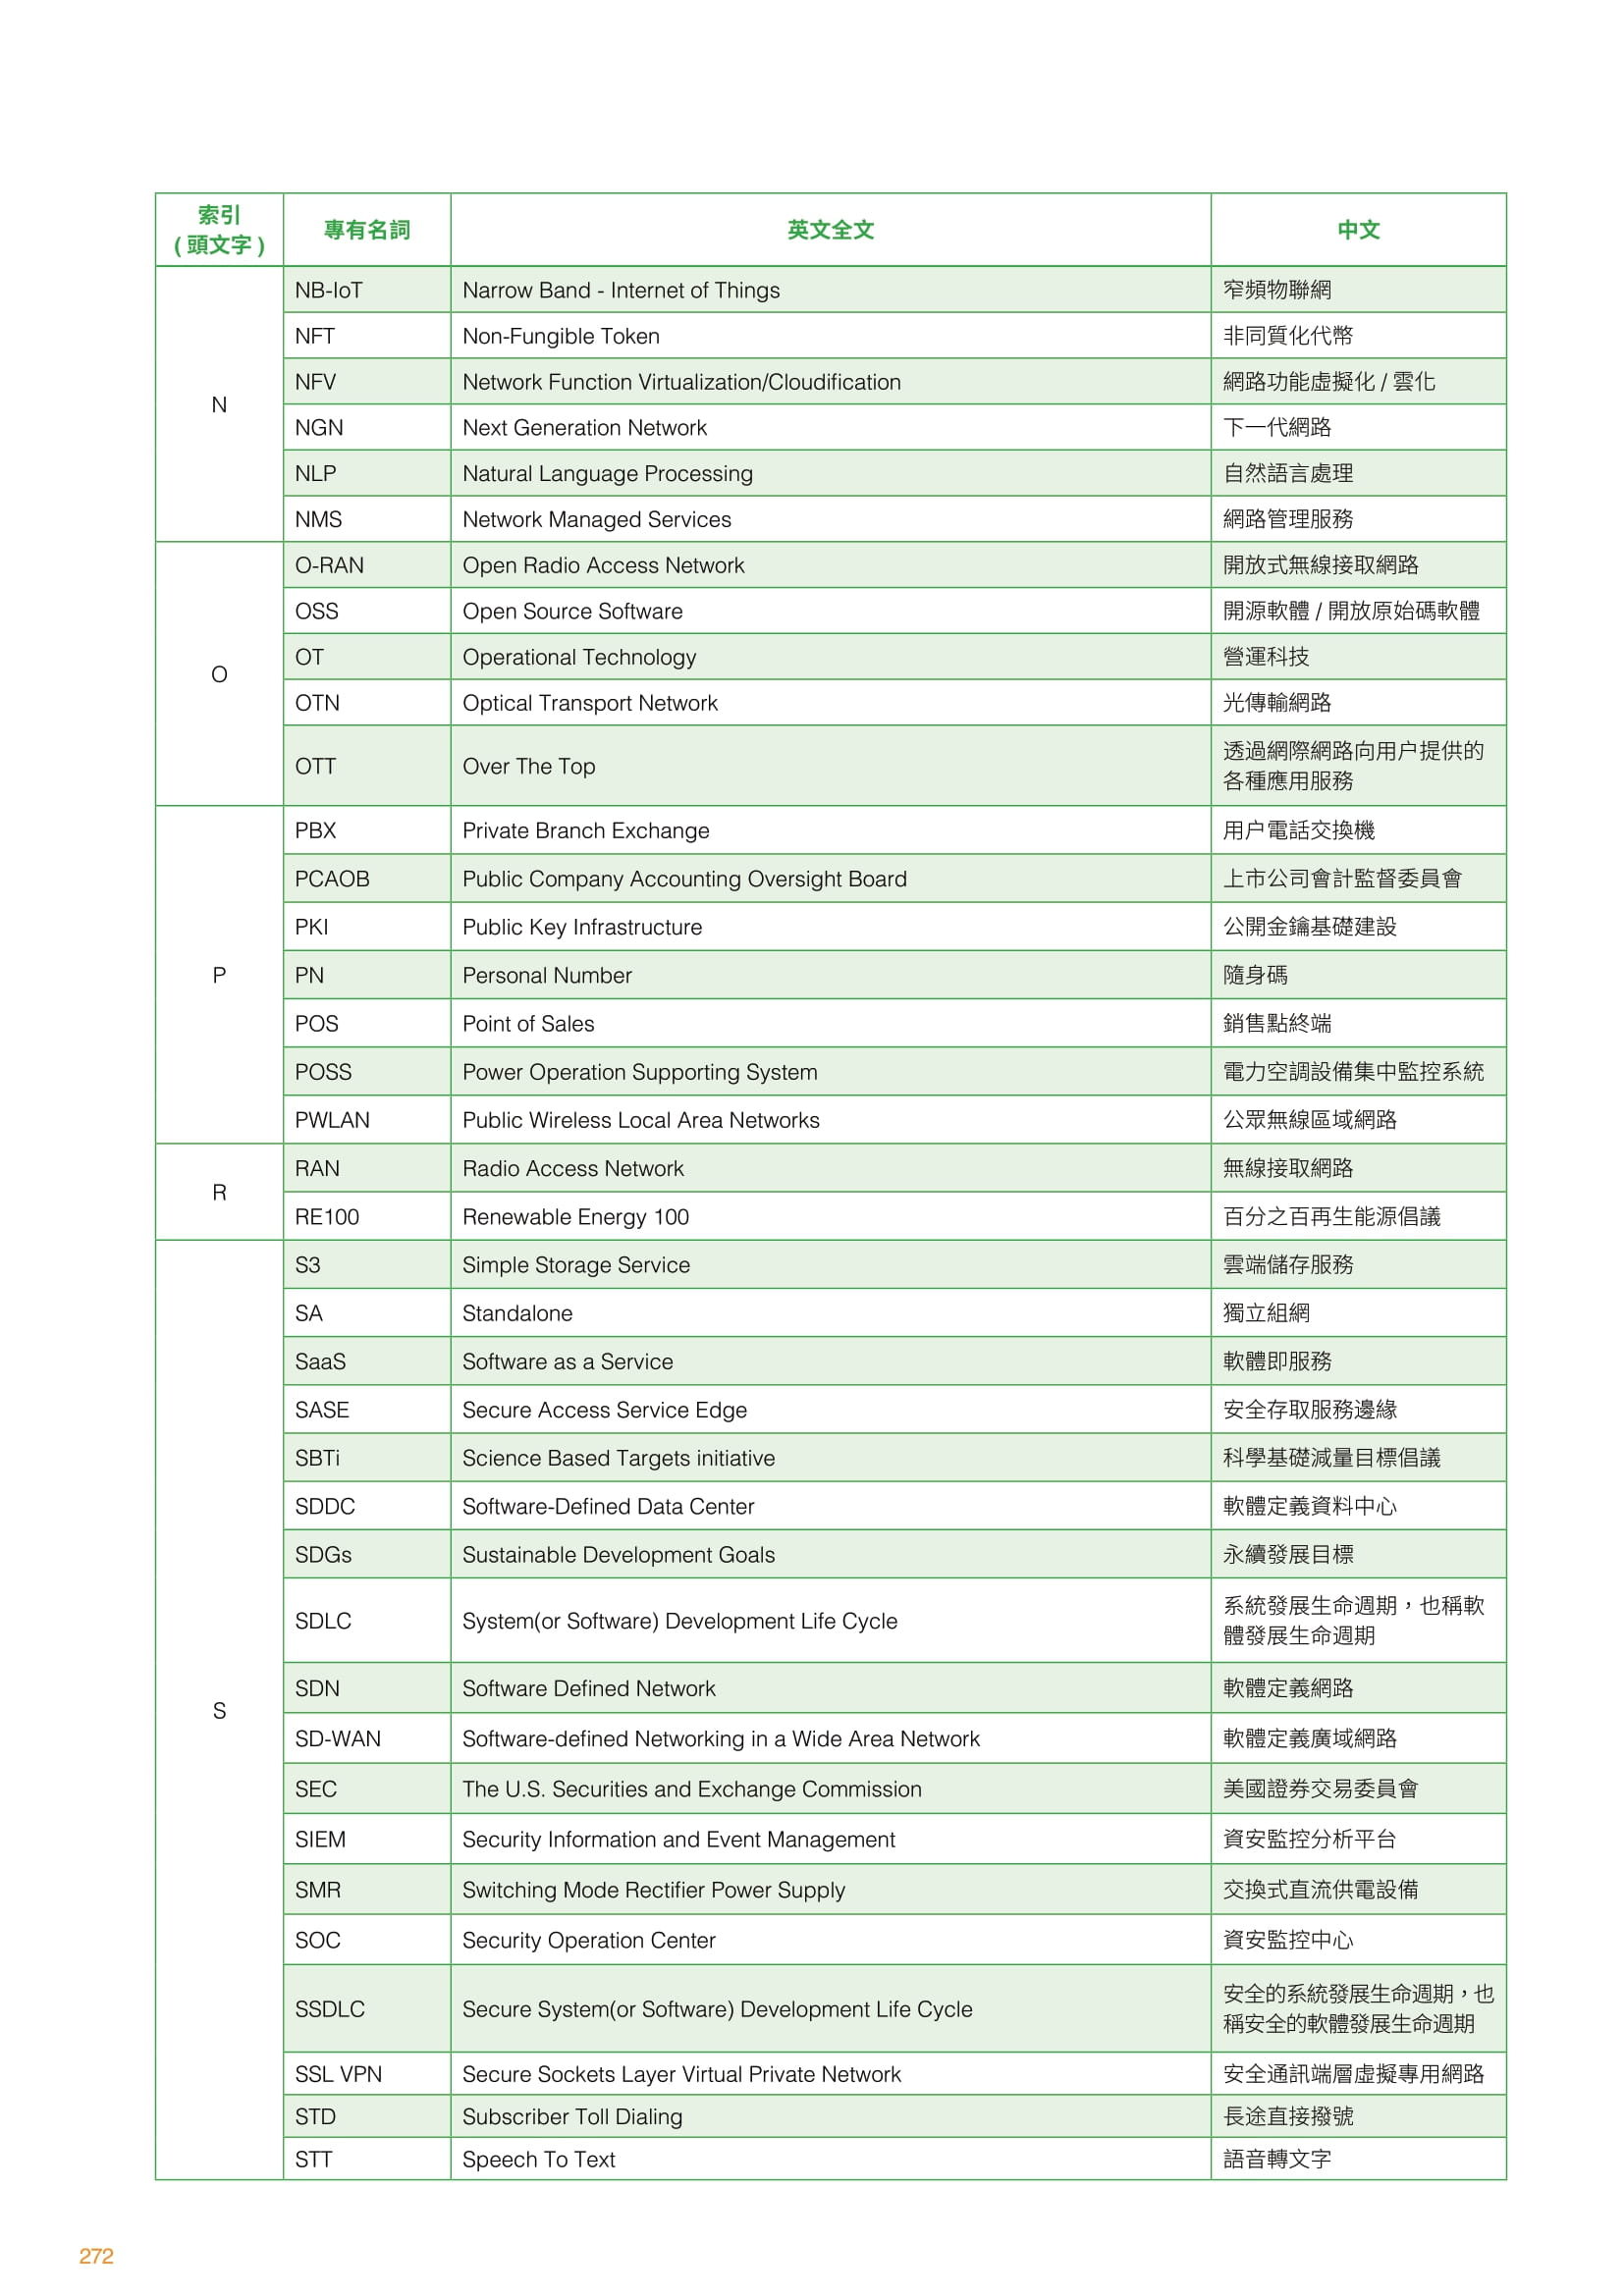 索引
( 頭文字 )
專有名詞
英文全文
中文
N
NB-IoT
Narrow Band - Internet of Things
窄頻物聯網
NFT
Non-Fungible Token
非同質化代幣
NFV
Network Function Virtualization/Cloudification
網路功能虛擬化 / 雲化
NGN
Next Generation Network
下一代網路
NLP
Natural Language Processing
自然語言處理
NMS
Network Managed Services
網路管理服務
O
O-RAN
Open Radio Access Network
開放式無線接取網路
OSS
Open Source Software
開源軟體 / 開放原始碼軟體
OT
Operational Technology
營運科技
OTN
Optical Transport Network
光傳輸網路
OTT
Over The Top
透過網際網路向用户提供的
各種應用服務
P
PBX
Private Branch Exchange
用户電話交換機
PCAOB
Public Company Accounting Oversight Board
上市公司會計監督委員會
PKI
Public Key Infrastructure
公開金鑰基礎建設
PN
Personal Number
隨身碼
POS
Point of Sales
銷售點終端
POSS
Power Operation Supporting System
電力空調設備集中監控系統
PWLAN
Public Wireless Local Area Networks
公眾無線區域網路
R
RAN
Radio Access Network
無線接取網路
RE100
Renewable Energy 100
百分之百再生能源倡議
S
S3
Simple Storage Service
雲端儲存服務
SA
Standalone
獨立組網
SaaS
Software as a Service
軟體即服務
SASE
Secure Access Service Edge
安全存取服務邊緣
SBTi
Science Based Targets initiative
科學基礎減量目標倡議
SDDC
Software-Defined Data Center
軟體定義資料中心
SDGs
Sustainable Development Goals
永續發展目標
SDLC
System(or Software) Development Life Cycle
系統發展生命週期，也稱軟
體發展生命週期
SDN
Software Defined Network
軟體定義網路
SD-WAN
Software-defined Networking in a Wide Area Network
軟體定義廣域網路
SEC
The U.S. Securities and Exchange Commission
美國證券交易委員會
SIEM
Security Information and Event Management
資安監控分析平台
SMR
Switching Mode Rectifier Power Supply
交換式直流供電設備
SOC
Security Operation Center
資安監控中心
SSDLC
Secure System(or Software) Development Life Cycle
安全的系統發展生命週期，也
稱安全的軟體發展生命週期
SSL VPN
Secure Sockets Layer Virtual Private Network
安全通訊端層虛擬專用網路
STD
Subscriber Toll Dialing
長途直接撥號
STT
Speech To Text
語音轉文字
272